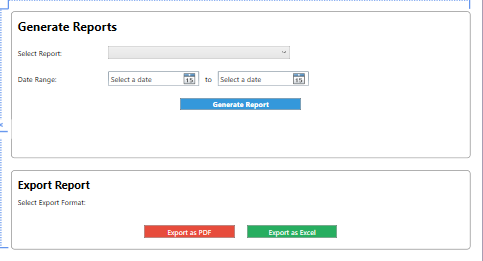 Generate Reports
Select Report:
Date Range: Select a date 15 to Select a date 15
Generate Report
Export Report
Select Export Format:
Export as PDF Export as Excel